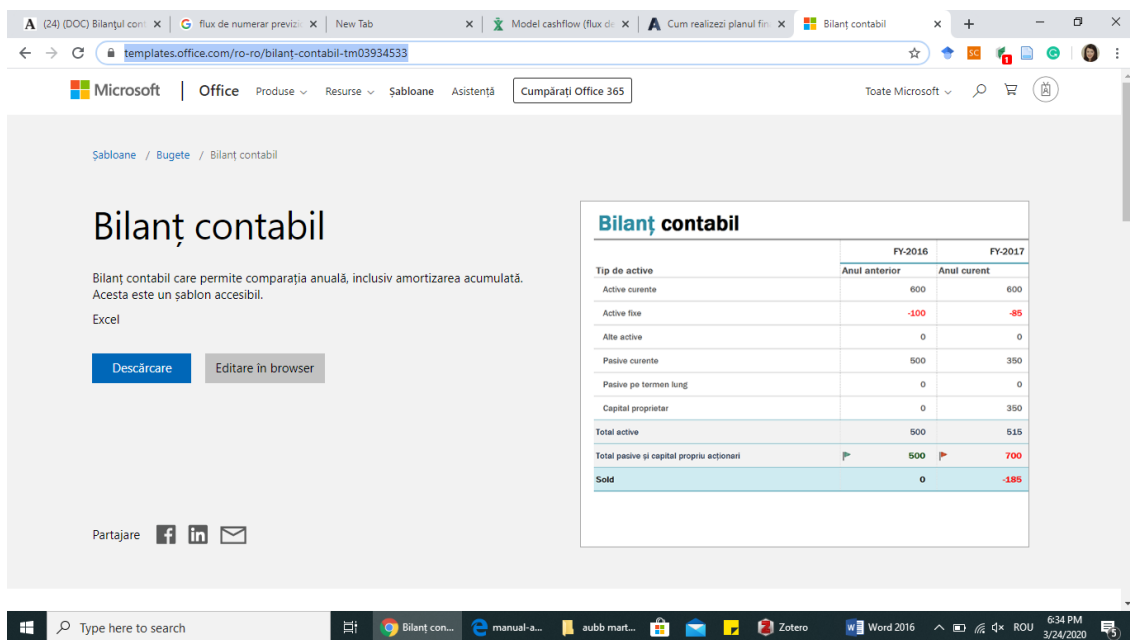 A (24) (DOC) Bilanțul cont
G flux de numerar previzi
New Tab
Model cashflow (flux de
A Cum realizezi planul fin
Bilanț contabil
templates.office.com/ro-ro/bilanț-contabil-tm03934533
SC
1
G
Microsoft | Office Produse Resurse Șabloane Asistență Cumpărați Office 365 Toate Microsoft
Șabloane / Bugete / Bilanț contabil
Bilanț contabil
Bilanț contabil care permite comparația anuală, inclusiv amortizarea acumulată.
Acesta este un șablon accesibil.
Excel
Descărcare Editare în browser
Partajare
Bilanț contabil
FY-2016 FY-2017
Tip de active Anul anterior Anul curent
Active curente 600 600
Active fixe -100 -85
Alte active 0 0
Pasive curente 500 350
Pasive pe termen lung 0 0
Capital proprietar 0 350
Total active 500 515
Total pasive și capital propriu acționari 500 700
Sold 0 -185
Type here to search
Bilanț con...
manual-a...
aubb mart...
Zotero
Word 2016
ROU
6:34 PM
3/24/2020
5